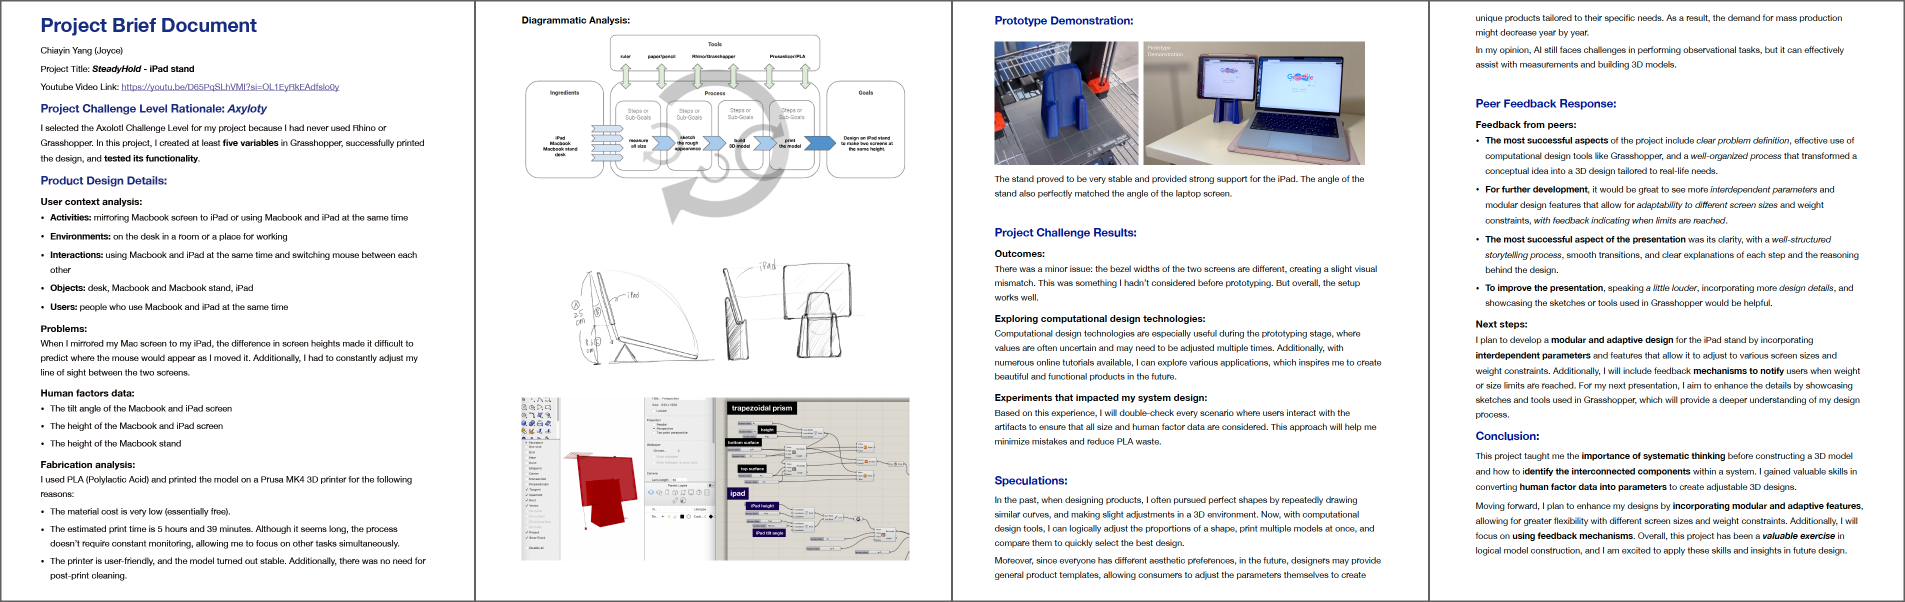 Project Brief Document
Chiayin Yang (Joyce)
Project Title: SteadyHold - iPad stand
Youtube Video Link: https://youtu.be/D65PqSLhVMI?si=OL1EyRkEAdfslo0y
Project Challenge Level Rationale: Axyloty
I selected the Axolotl Challenge Level for my project because I had never used Rhino or
Grasshopper. In this project, I created at least five variables in Grasshopper, successfully printed
the design, and tested its functionality.
Product Design Details:
User context analysis:
• Activities: mirroring Macbook screen to iPad or using Macbook and iPad at the same time
• Environments: on the desk in a room or a place for working
• Interactions: using Macbook and iPad at the same time and switching mouse between each
other
• Objects: desk, Macbook and Macbook stand, iPad
• Users: people who use Macbook and iPad at the same time
Problems:
When I mirrored my Mac screen to my iPad, the difference in screen heights made it difficult to
predict where the mouse would appear as I moved it. Additionally, I had to constantly adjust my
line of sight between the two screens.
Human factors data:
• The tilt angle of the Macbook and iPad screen
• The height of the Macbook and iPad screen
• The height of the Macbook stand
Fabrication analysis:
I used PLA (Polylactic Acid) and printed the model on a Prusa MK4 3D printer for the following
reasons:
• The material cost is very low (essentially free).
• The estimated print time is 5 hours and 39 minutes. Although it seems long, the process
doesn't require constant monitoring, allowing me to focus on other tasks simultaneously.
• The printer is user-friendly, and the model turned out stable. Additionally, there was no need for
post-print cleaning.
Diagrammatic Analysis:
Tools
ruler
paper/pencil
Rhino/Grasshopper
Prusaslicer/PLA
Ingredients
Process
Goals
Steps or
Sub-Goals
Steps or
Sub-Goals
Steps or
Sub-Goals
Steps or
Sub-Goals
iPad
Macbook
Macbook stand
desk
measure
all size
sketch
the rough
appearance
build
3D model
print
the model
Design an iPad stand
to make two screens at
the same height.
iPad
25
cm
iPad
trapezoidal prism
height
bottom surface
top surface
ipad
iPad height
iPad tilt angle
Prototype Demonstration:
Prototype
Demonstration
Google
Google
The stand proved to be very stable and provided strong support for the iPad. The angle of the
stand also perfectly matched the angle of the laptop screen.
Project Challenge Results:
Outcomes:
There was a minor issue: the bezel widths of the two screens are different, creating a slight visual
mismatch. This was something I hadn't considered before prototyping. But overall, the setup
works well.
Exploring computational design technologies:
Computational design technologies are especially useful during the prototyping stage, where
values are often uncertain and may need to be adjusted multiple times. Additionally, with
numerous online tutorials available, I can explore various applications, which inspires me to create
beautiful and functional products in the future.
Experiments that impacted my system design:
Based on this experience, I will double-check every scenario where users interact with the
artifacts to ensure that all size and human factor data are considered. This approach will help me
minimize mistakes and reduce PLA waste.
Speculations:
In the past, when designing products, I often pursued perfect shapes by repeatedly drawing
similar curves, and making slight adjustments in a 3D environment. Now, with computational
design tools, I can logically adjust the proportions of a shape, print multiple models at once, and
compare them to quickly select the best design.
Moreover, since everyone has different aesthetic preferences, in the future, designers may provide
general product templates, allowing consumers to adjust the parameters themselves to create
unique products tailored to their specific needs. As a result, the demand for mass production
might decrease year by year.
In my opinion, AI still faces challenges in performing observational tasks, but it can effectively
assist with measurements and building 3D models.
Peer Feedback Response:
Feedback from peers:
• The most successful aspects of the project include clear problem definition, effective use of
computational design tools like Grasshopper, and a well-organized process that transformed a
conceptual idea into a 3D design tailored to real-life needs.
• For further development, it would be great to see more interdependent parameters and
modular design features that allow for adaptability to different screen sizes and weight
constraints, with feedback indicating when limits are reached.
• The most successful aspect of the presentation was its clarity, with a well-structured
storytelling process, smooth transitions, and clear explanations of each step and the reasoning
behind the design.
• To improve the presentation, speaking a little louder, incorporating more design details, and
showcasing the sketches or tools used in Grasshopper would be helpful.
Next steps:
I plan to develop a modular and adaptive design for the iPad stand by incorporating
interdependent parameters and features that allow it to adjust to various screen sizes and
weight constraints. Additionally, I will include feedback mechanisms to notify users when weight
or size limits are reached. For my next presentation, I aim to enhance the details by showcasing
sketches and tools used in Grasshopper, which will provide a deeper understanding of my design
process.
Conclusion:
This project taught me the importance of systematic thinking before constructing a 3D model
and how to identify the interconnected components within a system. I gained valuable skills in
converting human factor data into parameters to create adjustable 3D designs.
Moving forward, I plan to enhance my designs by incorporating modular and adaptive features,
allowing for greater flexibility with different screen sizes and weight constraints. Additionally, I will
focus on using feedback mechanisms. Overall, this project has been a valuable exercise in
logical model construction, and I am excited to apply these skills and insights in future design.